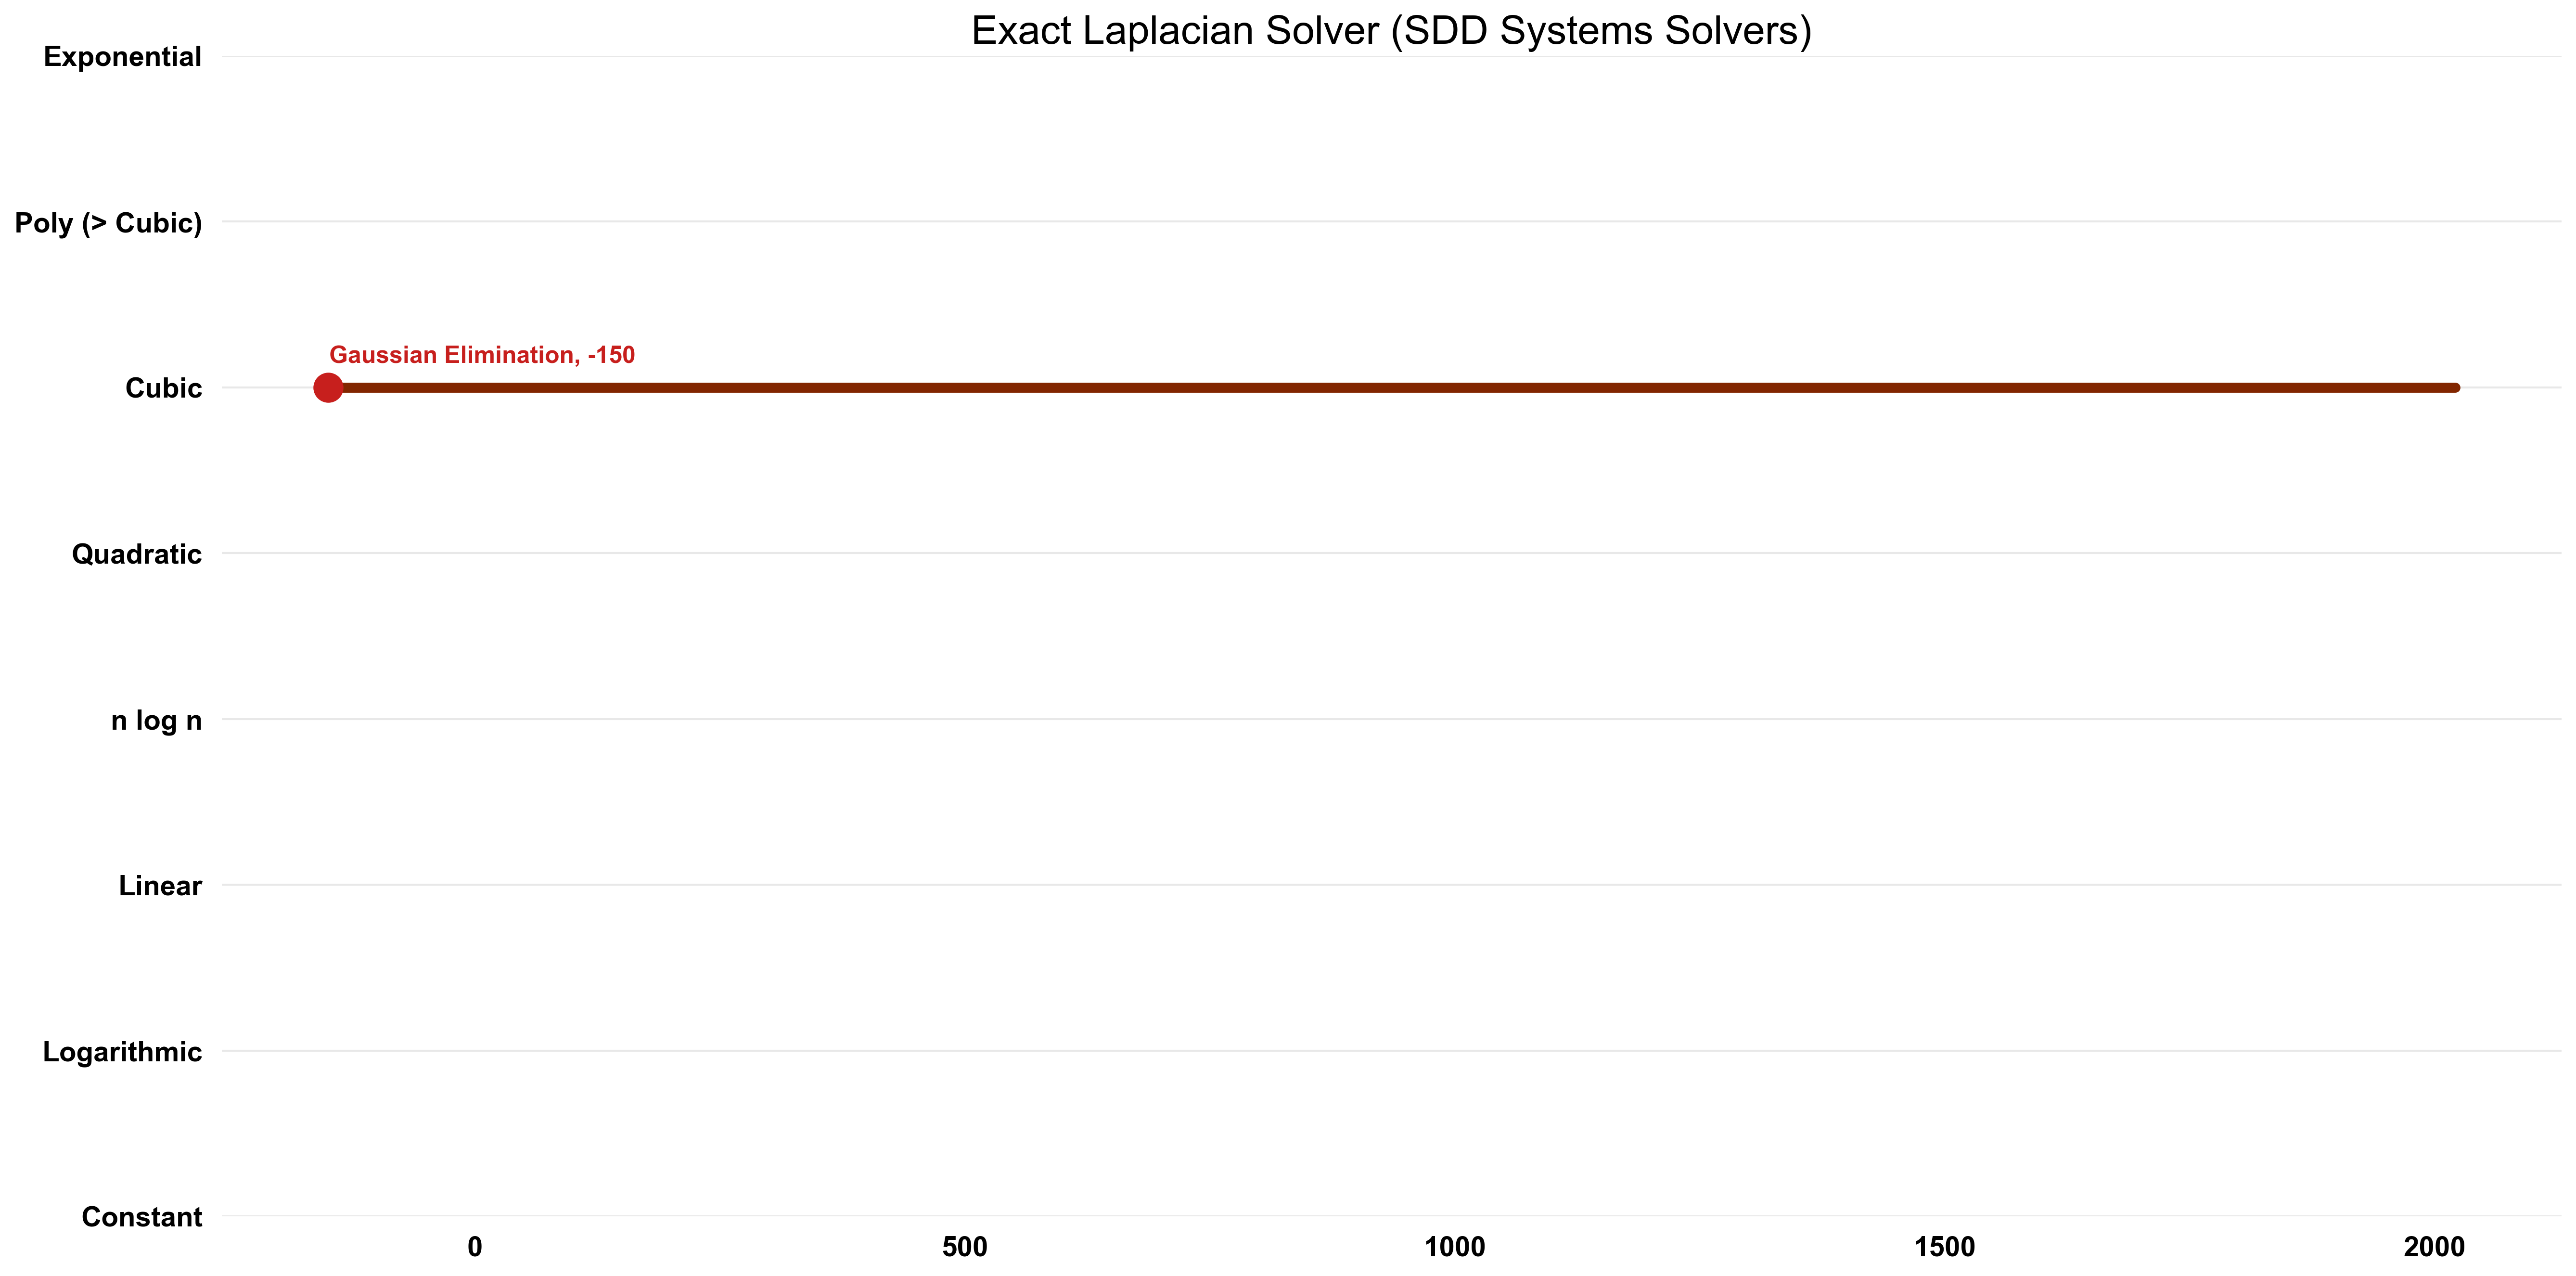 Exact Laplacian Solver (SDD Systems Solvers)
Exponential
Poly (> Cubic)
Gaussian Elimination, -150
Cubic
Quadratic
n log n
Linear
Logarithmic
Constant
0 500 1000 1500 2000